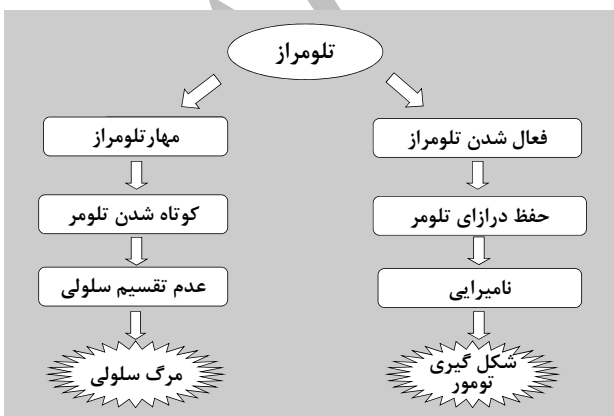 تلومراز
فعال شدن تلومراز
مهارتلومراز
حفظ درازای تلومر
کوتاه شدن تلومر
نامیرایی
عدم تقسیم سلولی
شکل گیری
تومور
مرگ سلولی